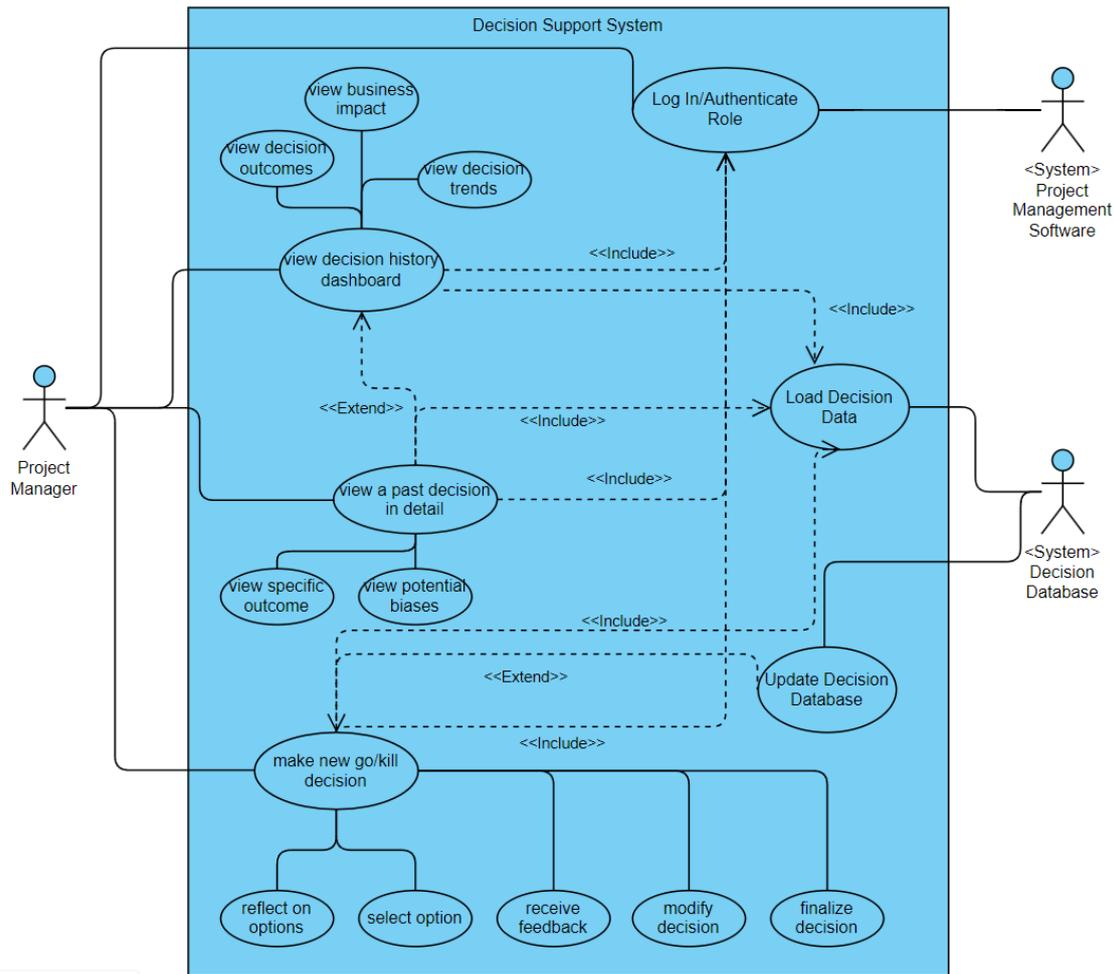 Decision Support System
view business
impact
Log In/Authenticate
Role
view decision
outcomes
view decision
trends
<System>
Project
Management
Software
view decision history
dashboard
<<Include>>
<<Include>>
<<Extend>>
<<Include>>
Load Decision
Data
Project
Manager
view a past decision
in detail
<<Include>>
<System>
Decision
Database
view specific
outcome
view potential
biases
<<Include>>
<<Extend>>
Update Decision
Database
<<Include>>
make new go/kill
decision
reflect on
options
select option
receive
feedback
modify
decision
finalize
decision